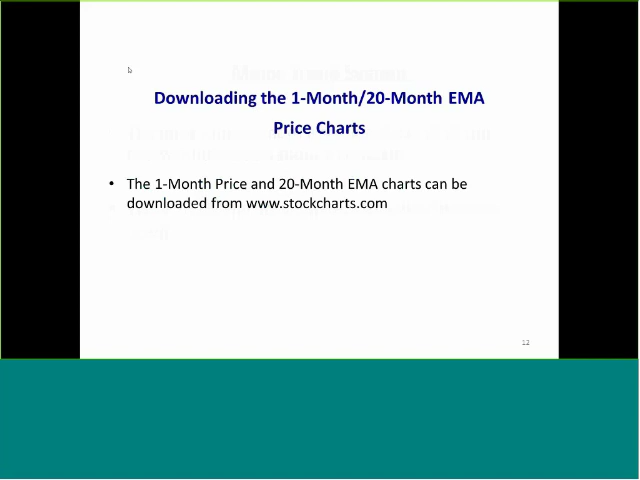 Downloading the 1-Month/20-Month EMA
Price Charts
• The 1-Month Price and 20-Month EMA charts can be
downloaded from www.stockcharts.com
12